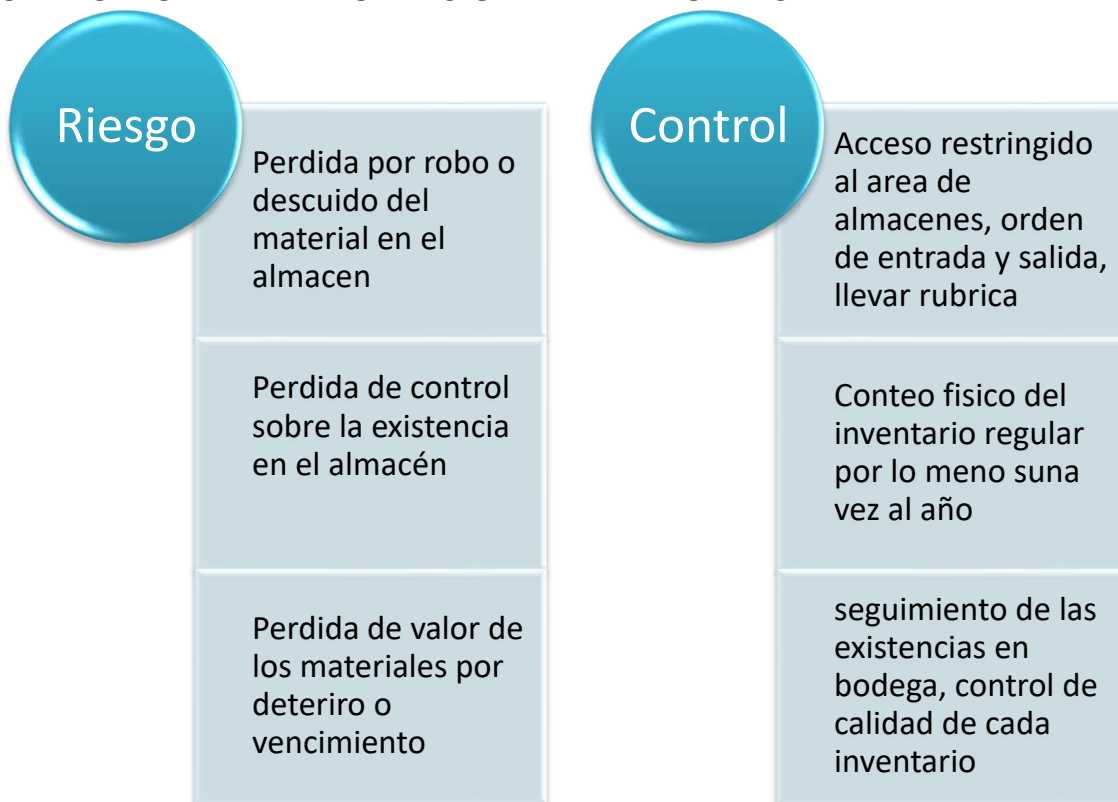 Riesgo
Perdida por robo o
descuido del
material en el
almacen
Perdida de control
sobre la existencia
en el almacén
Perdida de valor de
los materiales por
deteriro o
vencimiento
Control
Acceso restringido
al area de
almacenes, orden
de entrada y salida,
llevar rubrica
Conteo fisico del
inventario regular
por lo meno suna
vez al año
seguimiento de las
existencias en
bodega, control de
calidad de cada
inventario